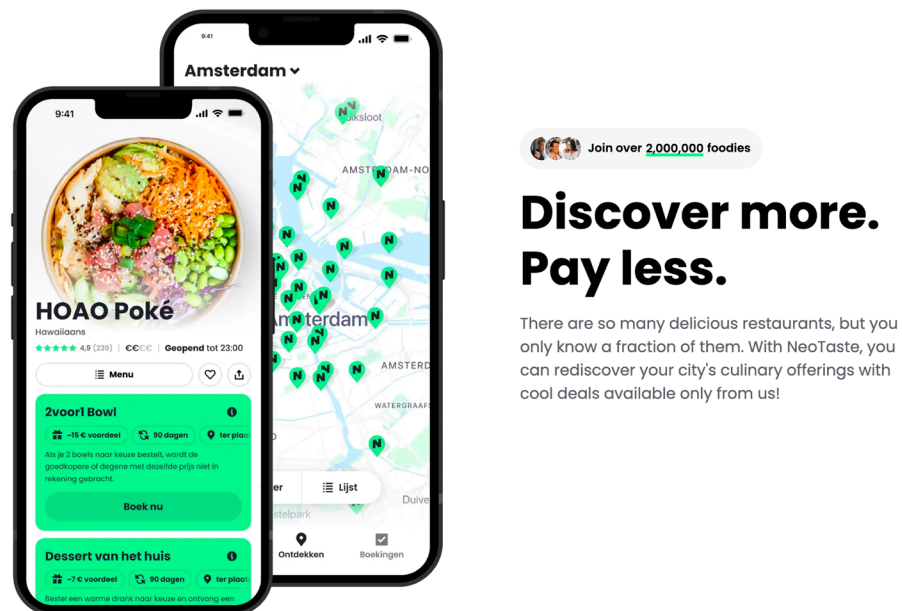 9:41
Amsterdam
N
ksloot
AMST DAM-NO
Amsterdam
AMSTERD
WATERGRAAFS
er
Lijst
Duive
stelpark
Ontdekken
Boekingen
9:41
HOAO Poké
Hawaiiaans
4,9 (239) | €€€€ | Geopend tot 23:00
Menu
2voor1 Bowl
~15 € voordeel
90 dagen
ter plaat
Als je 2 bowls naar keuze bestelt, wordt de
goedkopere of degene met dezelfde prijs niet in
rekening gebracht.
Boek nu
Dessert van het huis
~7 € voordeel
90 dagen
ter plaat
Bestel een warme drank naar keuze en ontvang een
Join over 2,000,000 foodies
Discover more.
Pay less.
There are so many delicious restaurants, but you
only know a fraction of them. With NeoTaste, you
can rediscover your city's culinary offerings with
cool deals available only from us!